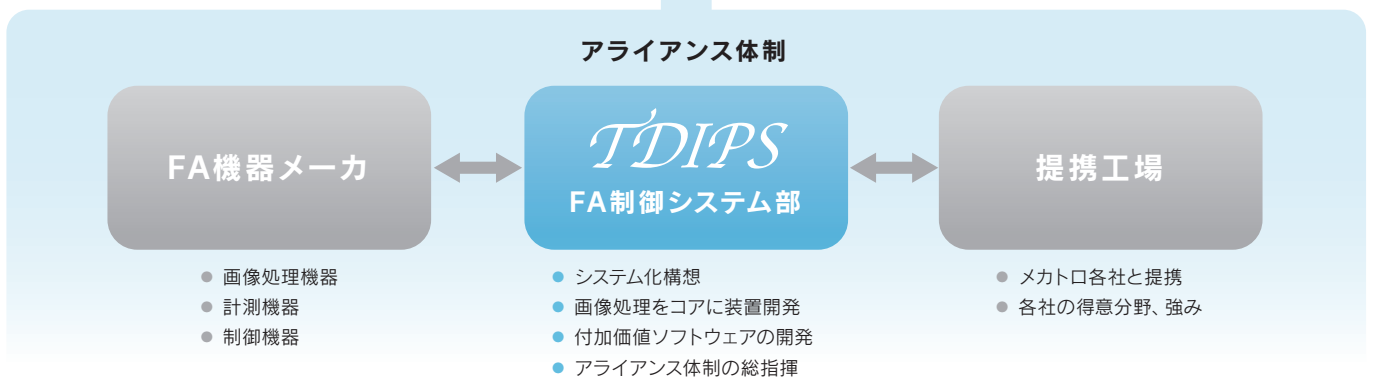 アライアンス体制
FA機器メーカ
TDIPS
FA制御システム部
提携工場
画像処理機器
計測機器
制御機器
システム化構想
画像処理をコアに装置開発
付加価値ソフトウェアの開発
アライアンス体制の総指揮
メカトロ各社と提携
各社の得意分野、強み